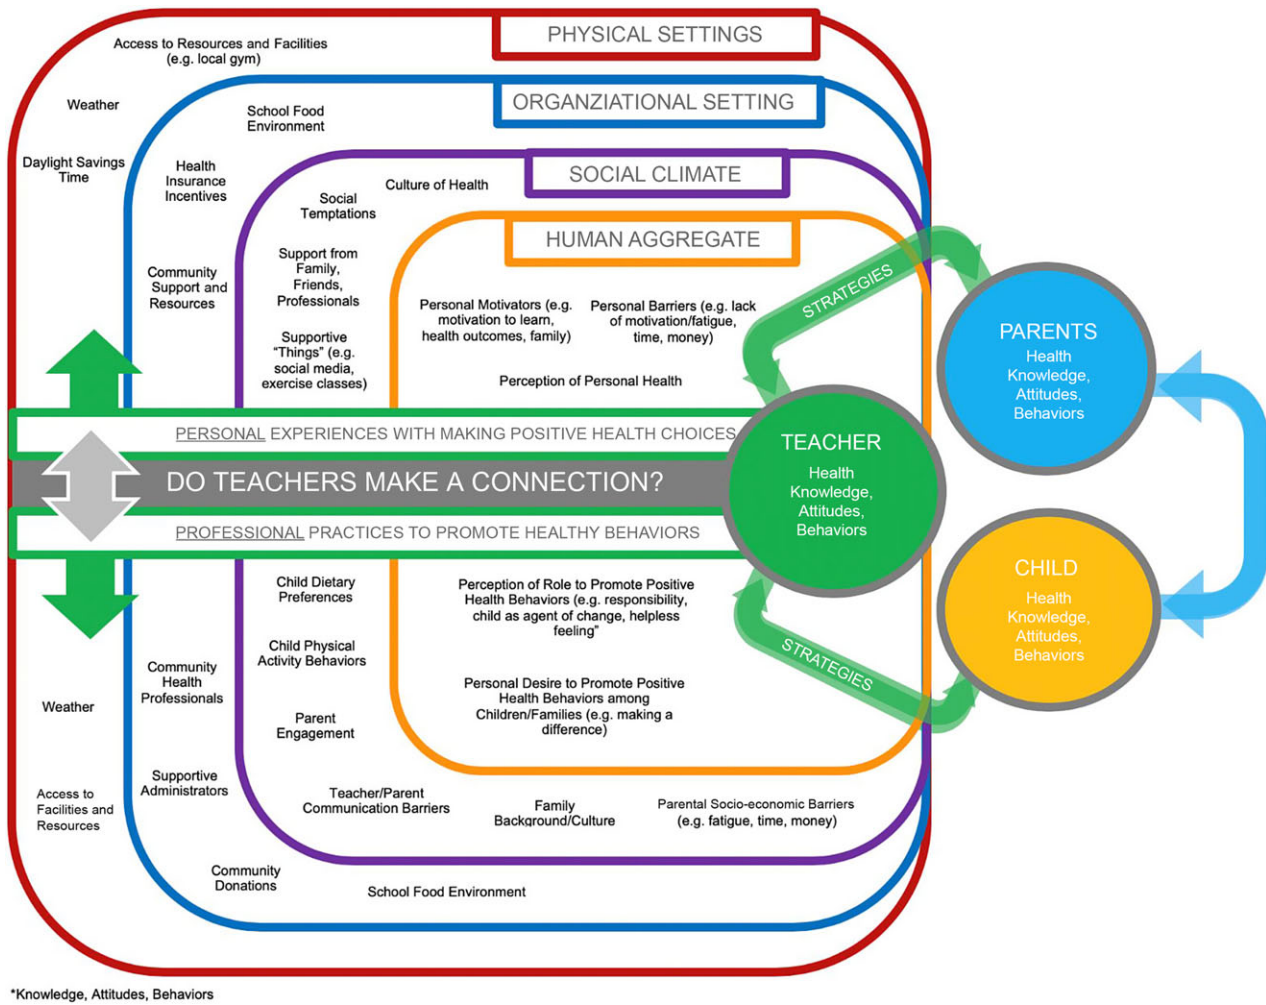 PHYSICAL SETTINGS
Access to Resources and Facilities
(e.g. local gym)
Weather
Daylight Savings
Time
ORGANZIATIONAL SETTING
School Food
Environment
Health
Insurance
Incentives
Community
Support and
Resources
SOCIAL CLIMATE
Culture of Health
Social
Temptations
Support from
Family,
Friends,
Professionals
Supportive
"Things" (e.g.
social media,
exercise classes)
HUMAN AGGREGATE
Personal Motivators (e.g.
motivation to learn,
health outcomes, family)
Personal Barriers (e.g. lack
of motivation/fatigue,
time, money)
Perception of Personal Health
STRATEGIES
PARENTS
Health
Knowledge,
Attitudes,
Behaviors
PERSONAL EXPERIENCES WITH MAKING POSITIVE HEALTH CHOICES
DO TEACHERS MAKE A CONNECTION?
PROFESSIONAL PRACTICES TO PROMOTE HEALTHY BEHAVIORS
TEACHER
Health
Knowledge,
Attitudes,
Behaviors
CHILD
Health
Knowledge,
Attitudes,
Behaviors
STRATEGIES
Perception of Role to Promote Positive
Health Behaviors (e.g. responsibility,
child as agent of change, helpless
feeling"
Personal Desire to Promote Positive
Health Behaviors among
Children/Families (e.g. making a
difference)
Child Dietary
Preferences
Child Physical
Activity Behaviors
Parent
Engagement
Teacher/Parent
Communication Barriers
Family
Background/Culture
Parental Socio-economic Barriers
(e.g. fatigue, time, money)
Community
Health
Professionals
Supportive
Administrators
Community
Donations
School Food Environment
Weather
Access to
Facilities and
Resources
*Knowledge, Attitudes, Behaviors